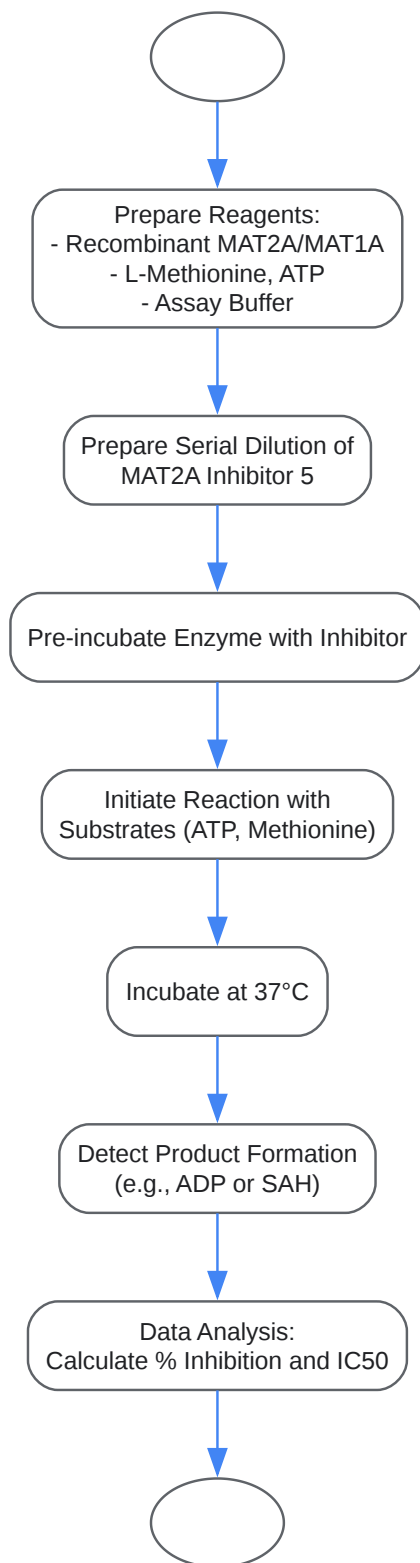 Prepare Reagents:
- Recombinant MAT2A/MAT1A
- L-Methionine, ATP
- Assay Buffer
Prepare Serial Dilution of
MAT2A Inhibitor 5
Pre-incubate Enzyme with Inhibitor
Initiate Reaction with
Substrates (ATP, Methionine)
Incubate at 37°C
Detect Product Formation
(e.g., ADP or SAH)
Data Analysis:
Calculate % Inhibition and IC50